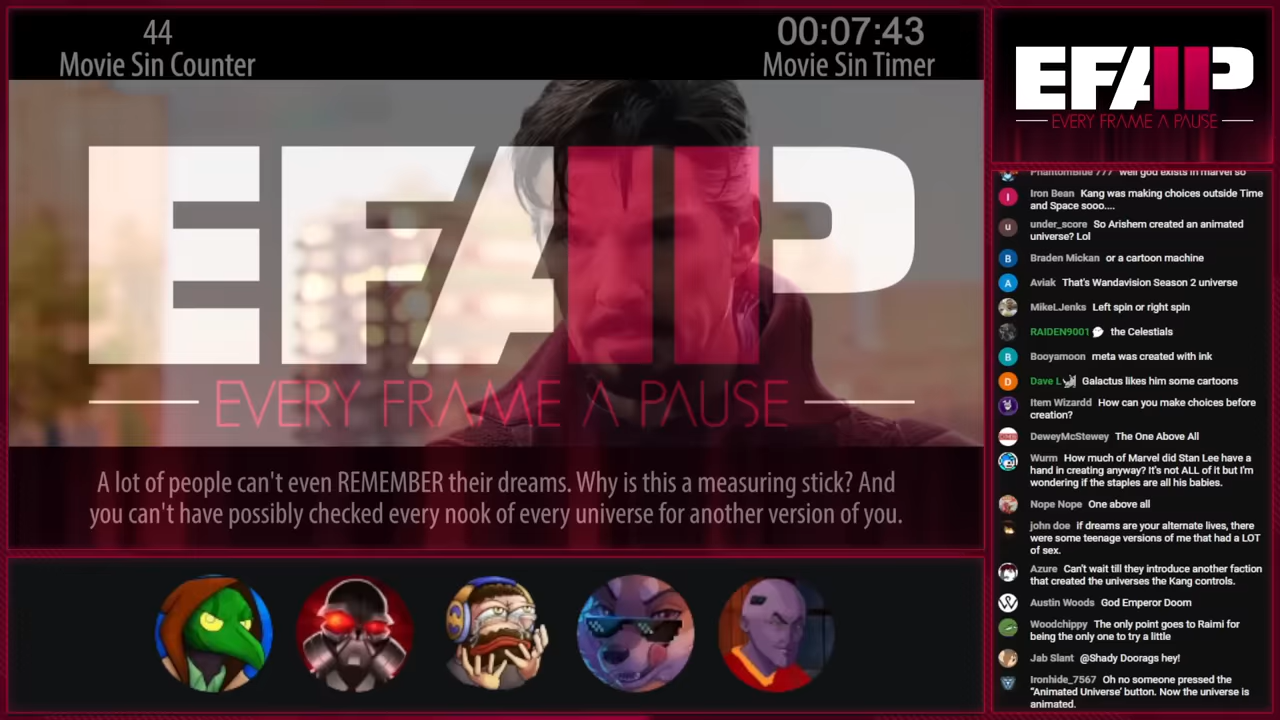 44
Movie Sin Counter
00:07:43
Movie Sin Timer
EFAP
EVERY FRAME A PAUSE
A lot of people can't even REMEMBER their dreams. Why is this a measuring stick? And
you can't have possibly checked every nook of every universe for another version of you.
EFAP
EVERY FRAME A PAUSE
PhantomBlue 777 well god exists in marvel so
Iron Bean Kang was making choices outside Time
and Space sooo....
under_score So Arishem created an animated
universe? Lol
Braden Mickan or a cartoon machine
Aviak That's Wandavision Season 2 universe
MikeLJenks Left spin or right spin
RAIDEN9001 the Celestials
Booyamoon meta was created with ink
Dave L Galactus likes him some cartoons
Item Wizardd How can you make choices before
creation?
DeweyMcStewey The One Above All
Wurm How much of Marvel did Stan Lee have a
hand in creating anyway? It's not ALL of it but I'm
wondering if the staples are all his babies.
Nope Nope One above all
john doe if dreams are your alternate lives, there
were some teenage versions of me that had a LOT
of sex.
Azure Can't wait till they introduce another faction
that created the universes the Kang controls.
Austin Woods God Emperor Doom
Woodchippy The only point goes to Raimi for
being the only one to try a little
Jab Slant @Shady Doorags hey!
Ironhide_7567 Oh no someone pressed the
“Animated Universe’ button. Now the universe is
animated.